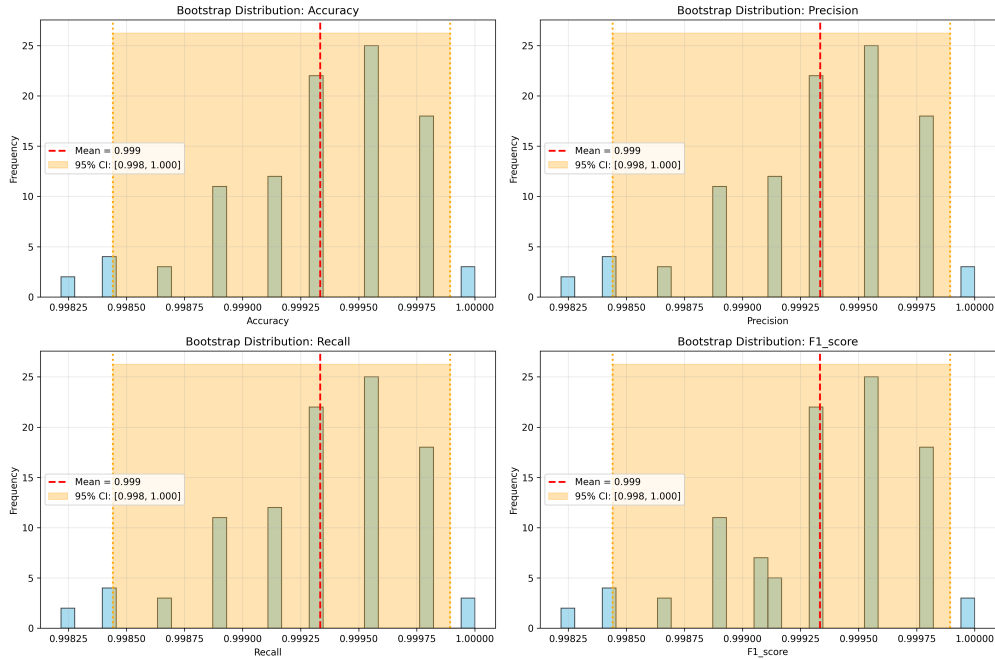 Bootstrap Distribution: Accuracy
Frequency
25
20
15
10
5
0
Mean = 0.999
95% CI: [0.998, 1.000]
0.99825 0.99850 0.99875 0.99900 0.99925 0.99950 0.99975 1.00000
Accuracy
Bootstrap Distribution: Precision
Frequency
25
20
15
10
5
0
Mean = 0.999
95% CI: [0.998, 1.000]
0.99825 0.99850 0.99875 0.99900 0.99925 0.99950 0.99975 1.00000
Precision
Bootstrap Distribution: Recall
Frequency
25
20
15
10
5
0
Mean = 0.999
95% CI: [0.998, 1.000]
0.99825 0.99850 0.99875 0.99900 0.99925 0.99950 0.99975 1.00000
Recall
Bootstrap Distribution: F1_score
Frequency
25
20
15
10
5
0
Mean = 0.999
95% CI: [0.998, 1.000]
0.99825 0.99850 0.99875 0.99900 0.99925 0.99950 0.99975 1.00000
F1_score